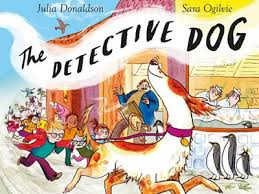 Julia Donaldson Sara Ogilvie
The DETECTIVE DOG